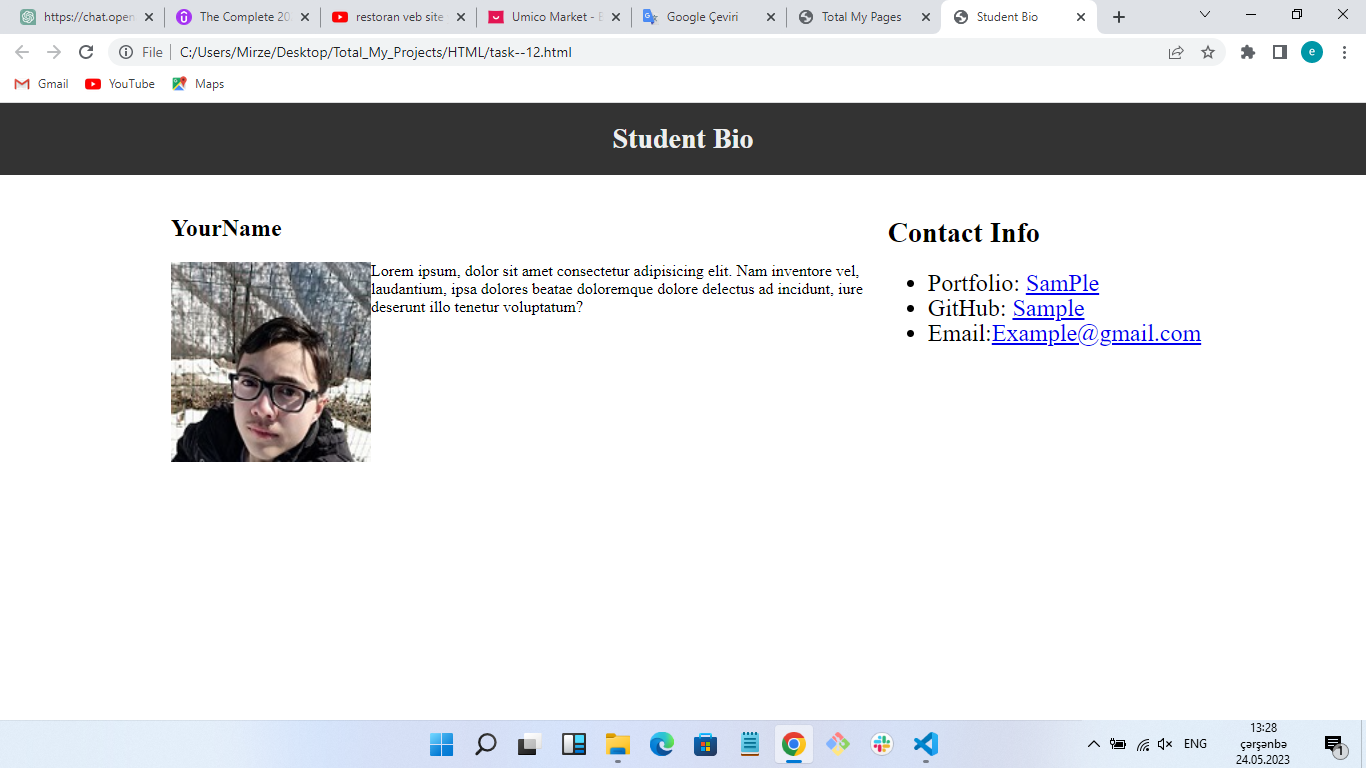 https://chat.open
The Complete 20
restoran veb site
Umico Market - E
Google Çeviri
Total My Pages
Student Bio
File
C:/Users/Mirze/Desktop/Total_My_Projects/HTML/task--12.html
e
Gmail
YouTube
Maps
Student Bio
YourName
Contact Info
Lorem ipsum, dolor sit amet consectetur adipisicing elit. Nam inventore vel,
laudantium, ipsa dolores beatae doloremque dolore delectus ad incidunt, iure
deserunt illo tenetur voluptatum?
• Portfolio: SamPle
• GitHub: Sample
• Email:Example@gmail.com
ENG
13:28
çərşənbə
24.05.2023
1